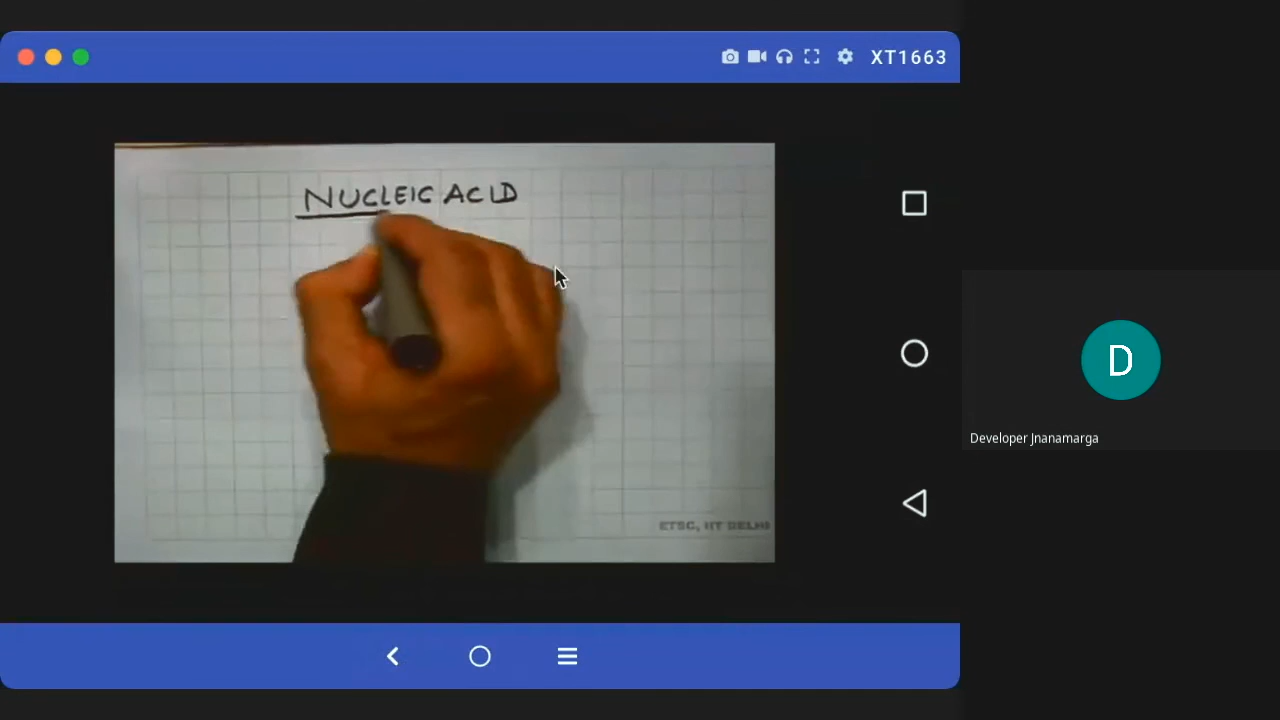 XT1663
NUCLEIC ACID
ETSC, IIT DELHI
D
Developer Jnanamarga